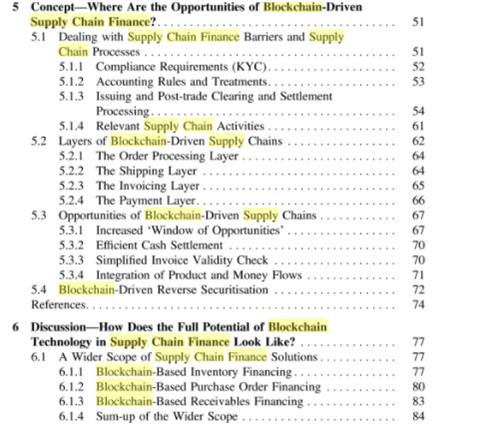 5 Concept—Where Are the Opportunities of Blockchain-Driven
Supply Chain Finance? . . . . . . . . . . . . . . . . . . . . . . . . . . . . . . . . . . . . 51
5.1 Dealing with Supply Chain Finance Barriers and Supply
Chain Processes . . . . . . . . . . . . . . . . . . . . . . . . . . . . . . . . . . . . . 51
5.1.1 Compliance Requirements (KYC) . . . . . . . . . . . . . . . . . . . 52
5.1.2 Accounting Rules and Treatments . . . . . . . . . . . . . . . . . . . 53
5.1.3 Issuing and Post-trade Clearing and Settlement
Processing . . . . . . . . . . . . . . . . . . . . . . . . . . . . . . . . . . . . . 54
5.1.4 Relevant Supply Chain Activities . . . . . . . . . . . . . . . . . . . 61
5.2 Layers of Blockchain-Driven Supply Chains . . . . . . . . . . . . . . . . 62
5.2.1 The Order Processing Layer . . . . . . . . . . . . . . . . . . . . . . . 64
5.2.2 The Shipping Layer . . . . . . . . . . . . . . . . . . . . . . . . . . . . . 64
5.2.3 The Invoicing Layer . . . . . . . . . . . . . . . . . . . . . . . . . . . . . 65
5.2.4 The Payment Layer . . . . . . . . . . . . . . . . . . . . . . . . . . . . . 66
5.3 Opportunities of Blockchain-Driven Supply Chains . . . . . . . . . . . 67
5.3.1 Increased ‘Window of Opportunities’ . . . . . . . . . . . . . . . . 67
5.3.2 Efficient Cash Settlement . . . . . . . . . . . . . . . . . . . . . . . . . 70
5.3.3 Simplified Invoice Validity Check . . . . . . . . . . . . . . . . . . . 70
5.3.4 Integration of Product and Money Flows . . . . . . . . . . . . . 71
5.4 Blockchain-Driven Reverse Securitisation . . . . . . . . . . . . . . . . . . 72
References. . . . . . . . . . . . . . . . . . . . . . . . . . . . . . . . . . . . . . . . . . . . . . . 74
6 Discussion—How Does the Full Potential of Blockchain
Technology in Supply Chain Finance Look Like? . . . . . . . . . . . . . . . 77
6.1 A Wider Scope of Supply Chain Finance Solutions . . . . . . . . . . . 77
6.1.1 Blockchain-Based Inventory Financing . . . . . . . . . . . . . . . 77
6.1.2 Blockchain-Based Purchase Order Financing . . . . . . . . . . 80
6.1.3 Blockchain-Based Receivables Financing . . . . . . . . . . . . . 83
6.1.4 Sum-up of the Wider Scope . . . . . . . . . . . . . . . . . . . . . . . 84